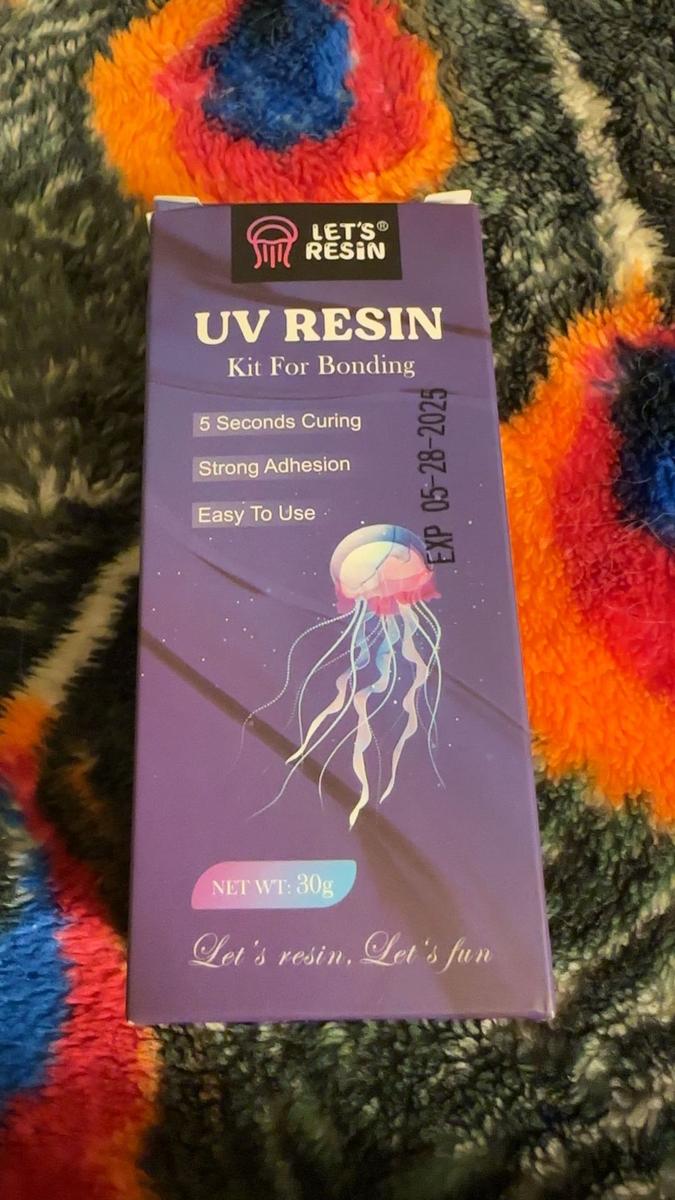 LET'S®
RESIN
UV RESIN
Kit For Bonding
5 Seconds Curing
Strong Adhesion
Easy To Use
EXP 05-28-2025
NET WT: 30g
Let's resin, Let's fun